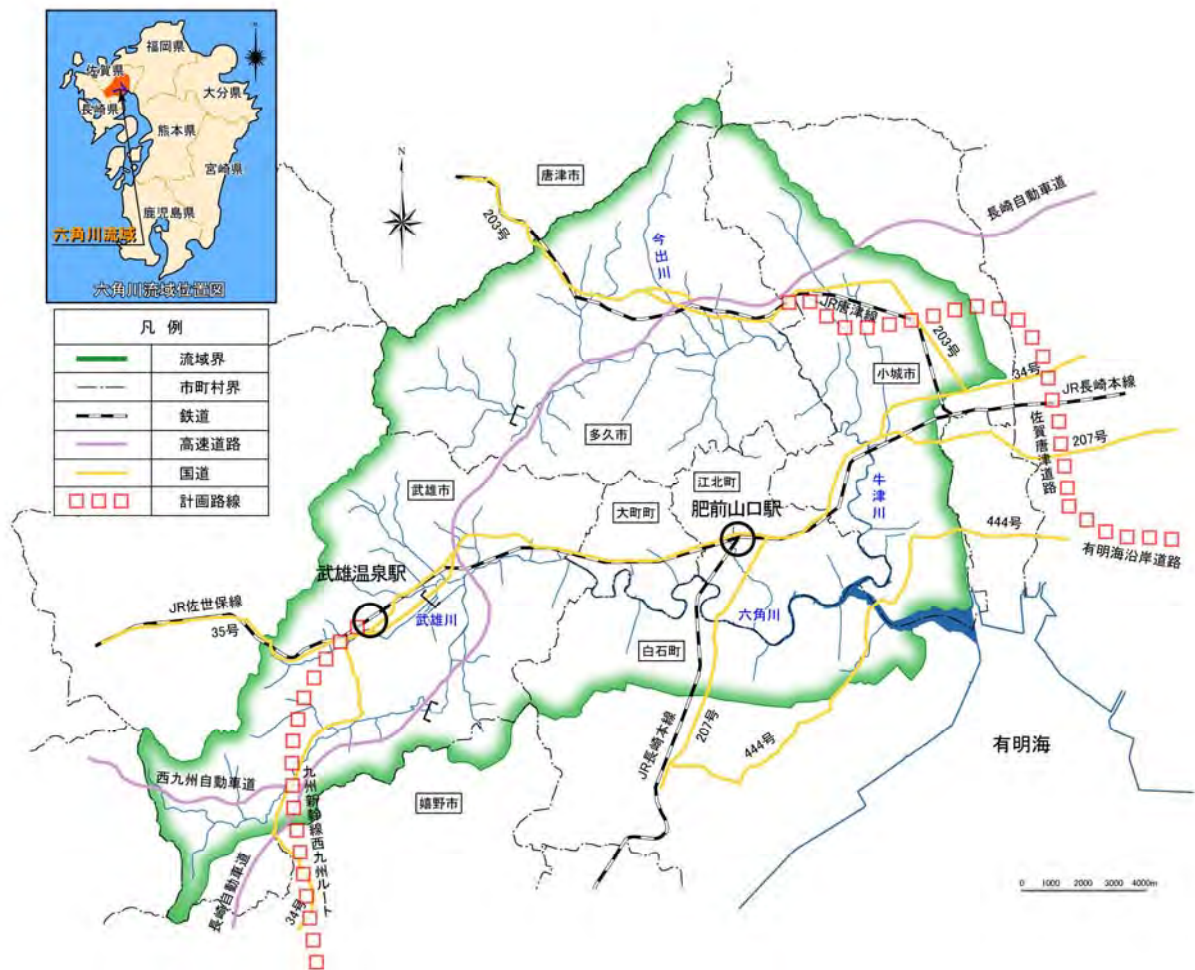 福岡県
佐賀県
大分県
長崎県
熊本県
宮崎県
鹿児島県
六角川流域
六角川流域位置図
凡 例
流域界
市町村界
鉄道
高速道路
国道
計画路線
N
唐津市
203号
今出川
長崎自動車道
JR唐津線
203号
小城市
34号
JR長崎本線
佐賀唐津道路
207号
多久市
武雄市
江北町
大町町
肥前山口駅
牛津川
444号
有明海沿岸道路
武雄温泉駅
JR佐世保線
35号
武雄川
六角川
白石町
JR長崎本線
207号
444号
有明海
西九州自動車道
九州新幹線西九州ルート
嬉野市
長崎自動車道
34号
0 1000 2000 3000 4000m